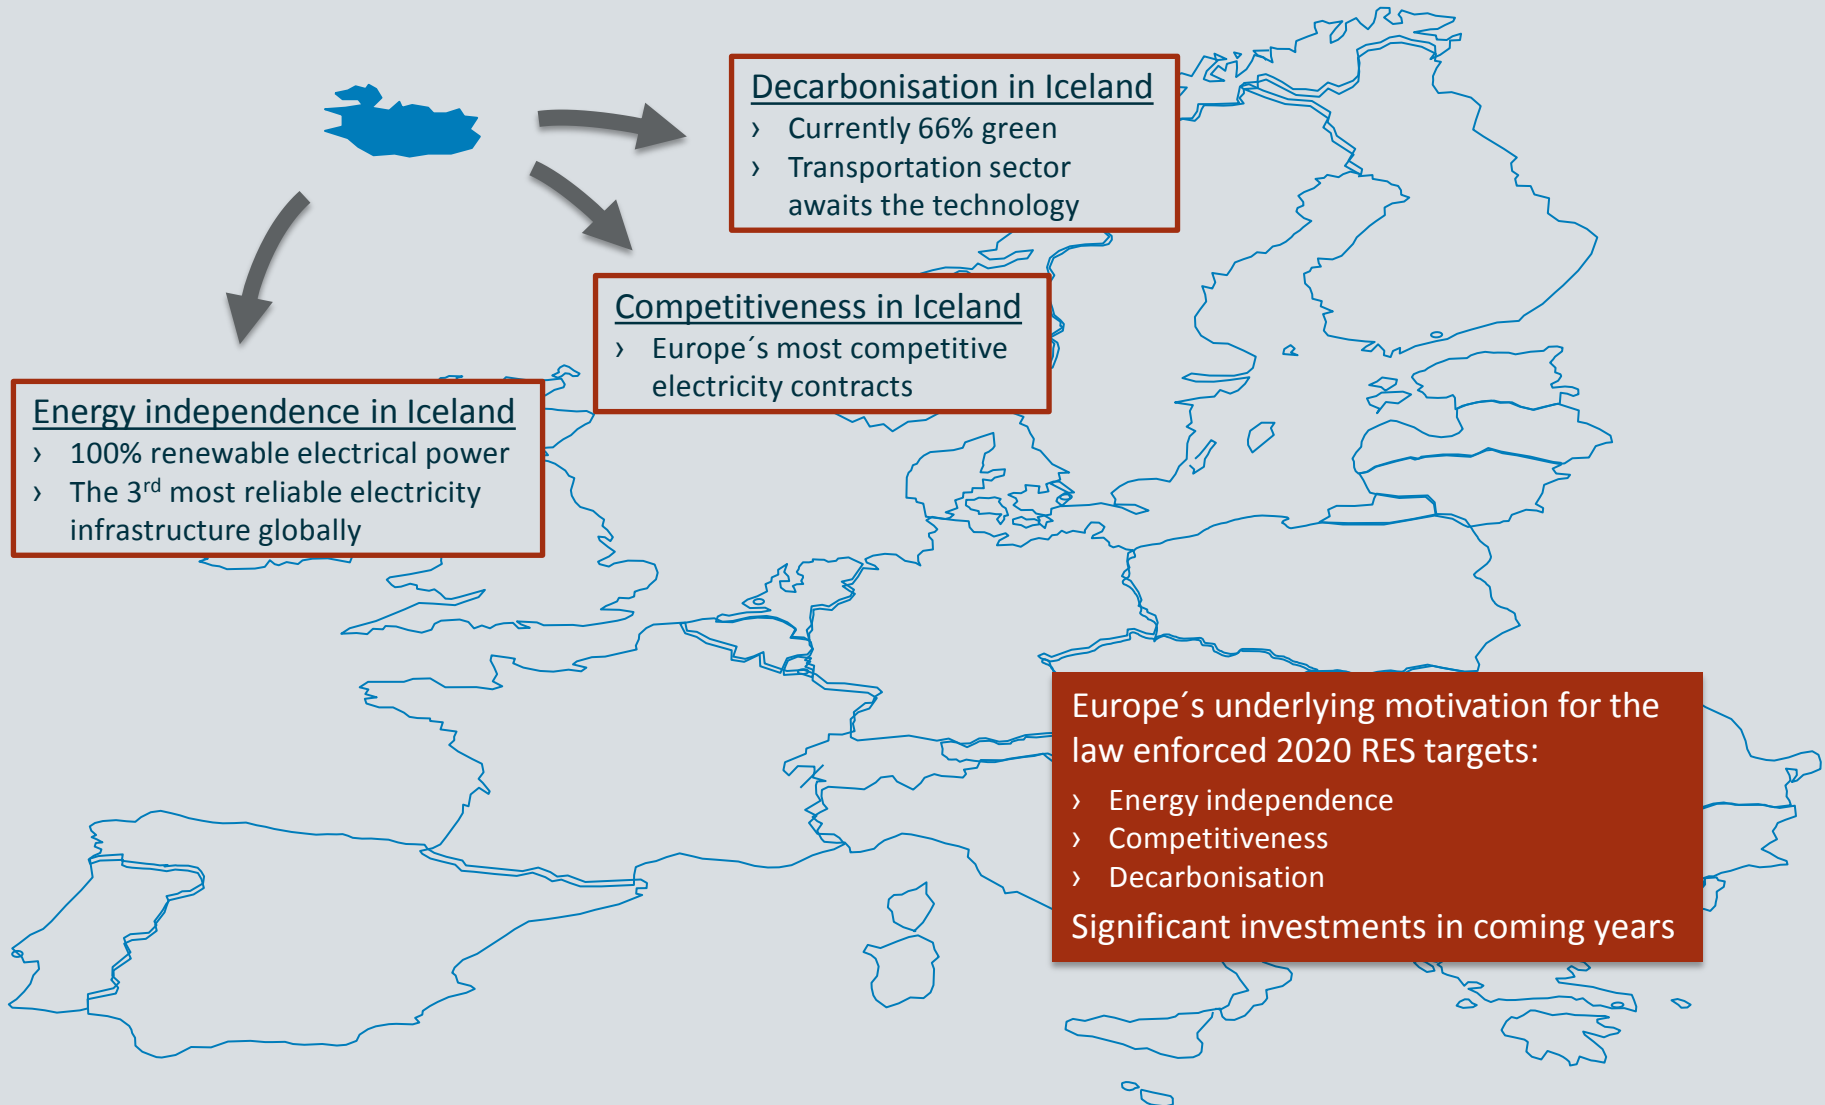 Decarbonisation in Iceland
› Currently 66% green
› Transportation sector
awaits the technology
Competitiveness in Iceland
› Europe´s most competitive
electricity contracts
Energy independence in Iceland
› 100% renewable electrical power
› The 3rd most reliable electricity
infrastructure globally
Europe´s underlying motivation for the
law enforced 2020 RES targets:
› Energy independence
› Competitiveness
› Decarbonisation
Significant investments in coming years